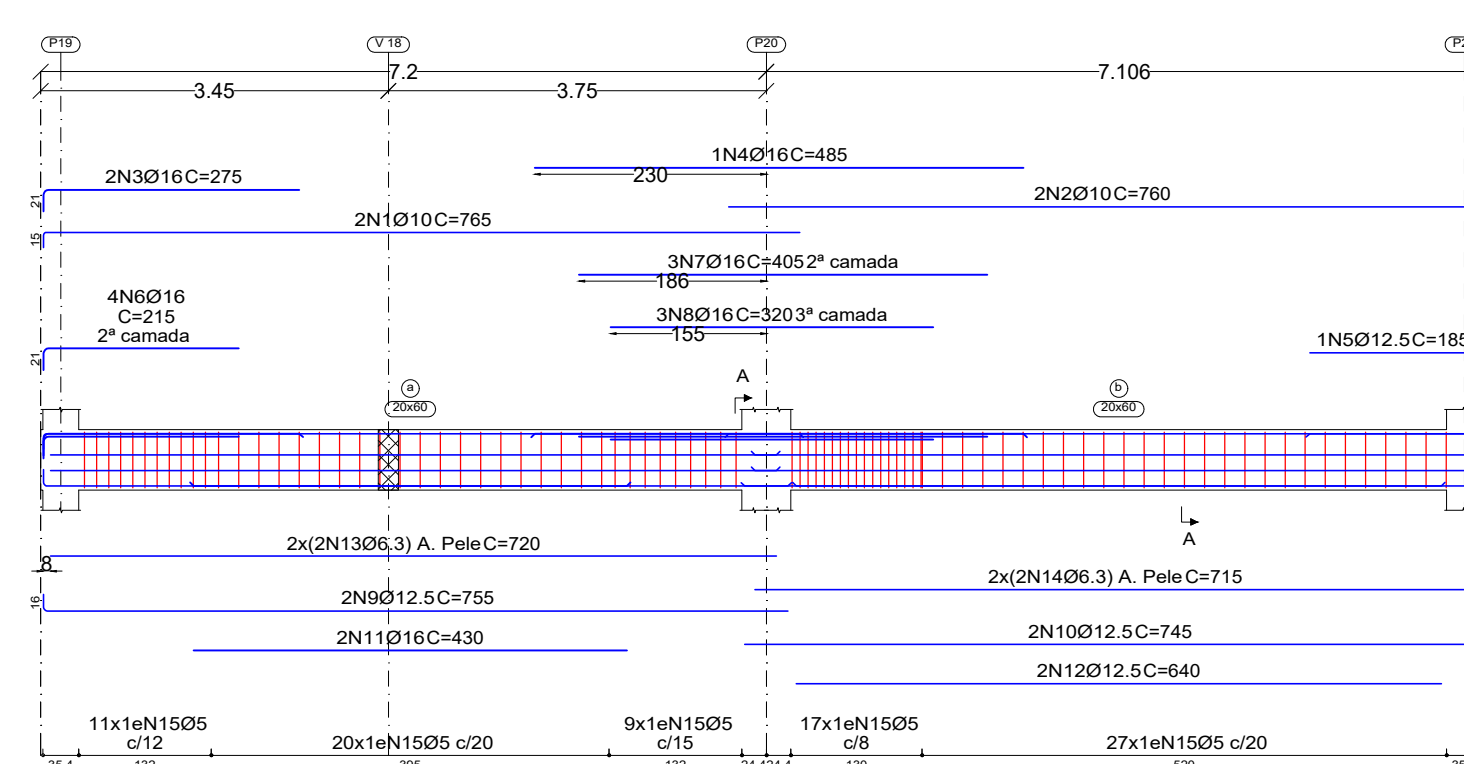 P19
V 18
P20
7.2
7.106
3.45
3.75
1N4Ø16C=485
230
2N3Ø16C=275
21
2N2Ø10C=760
2N1Ø10C=765
15
3N7Ø16C=405 2ª camada
186
4N6Ø16
C=215
2ª camada
21
3N8Ø16C=320 3ª camada
155
1N5Ø12.5C=185
a
20x60
A
b
20x60
A
2x(2N13Ø6.3) A. Pele C=720
8
2x(2N14Ø6.3) A. Pele C=715
16
2N9Ø12.5C=755
2N11Ø16C=430
2N10Ø12.5C=745
2N12Ø12.5C=640
11x1eN15Ø5
c/12
20x1eN15Ø5 c/20
9x1eN15Ø5
c/15
17x1eN15Ø5
c/8
27x1eN15Ø5 c/20